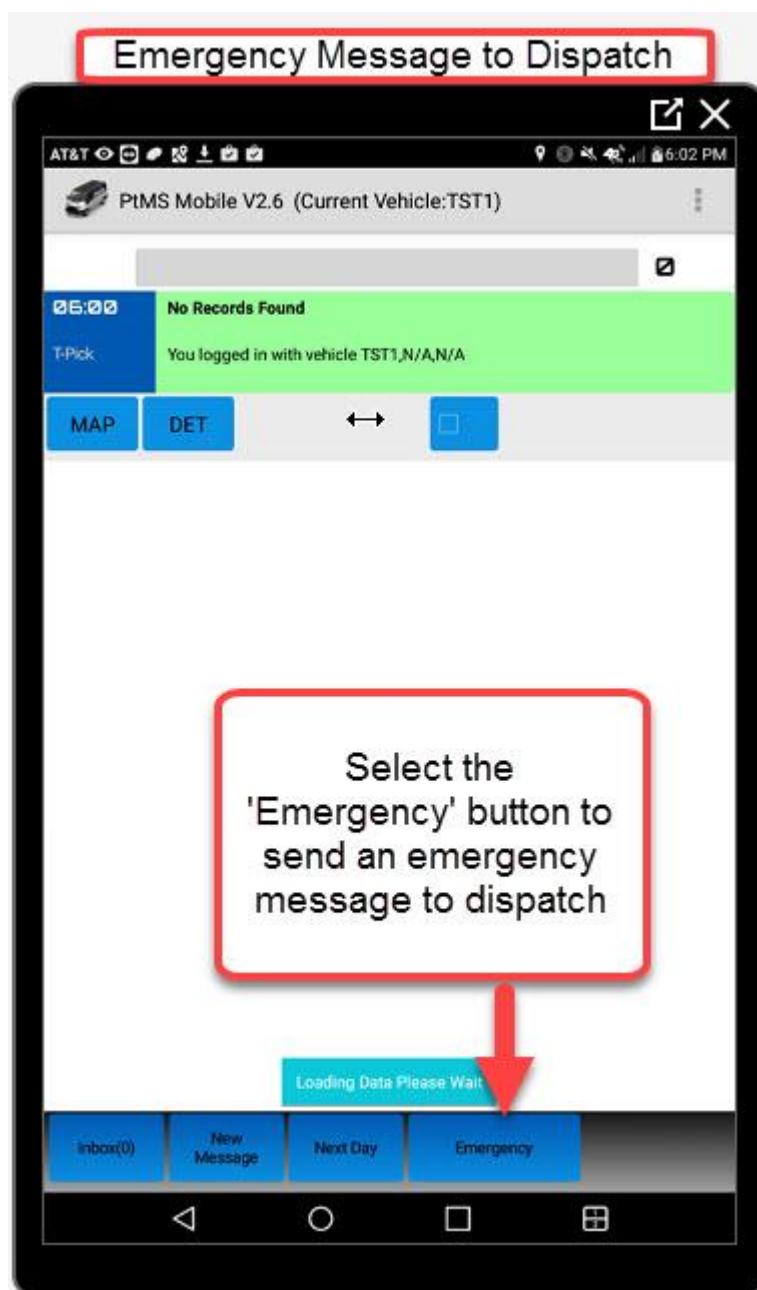 Emergency Message to Dispatch
AT&T 6:02 PM
PtMS Mobile V2.6 (Current Vehicle:TST1)
0
06:00 No Records Found
T-Pick You logged in with vehicle TST1,N/A,N/A
MAP DET
Select the
'Emergency' button to
send an emergency
message to dispatch
Loading Data Please Wait
Inbox(0) New Message Next Day Emergency